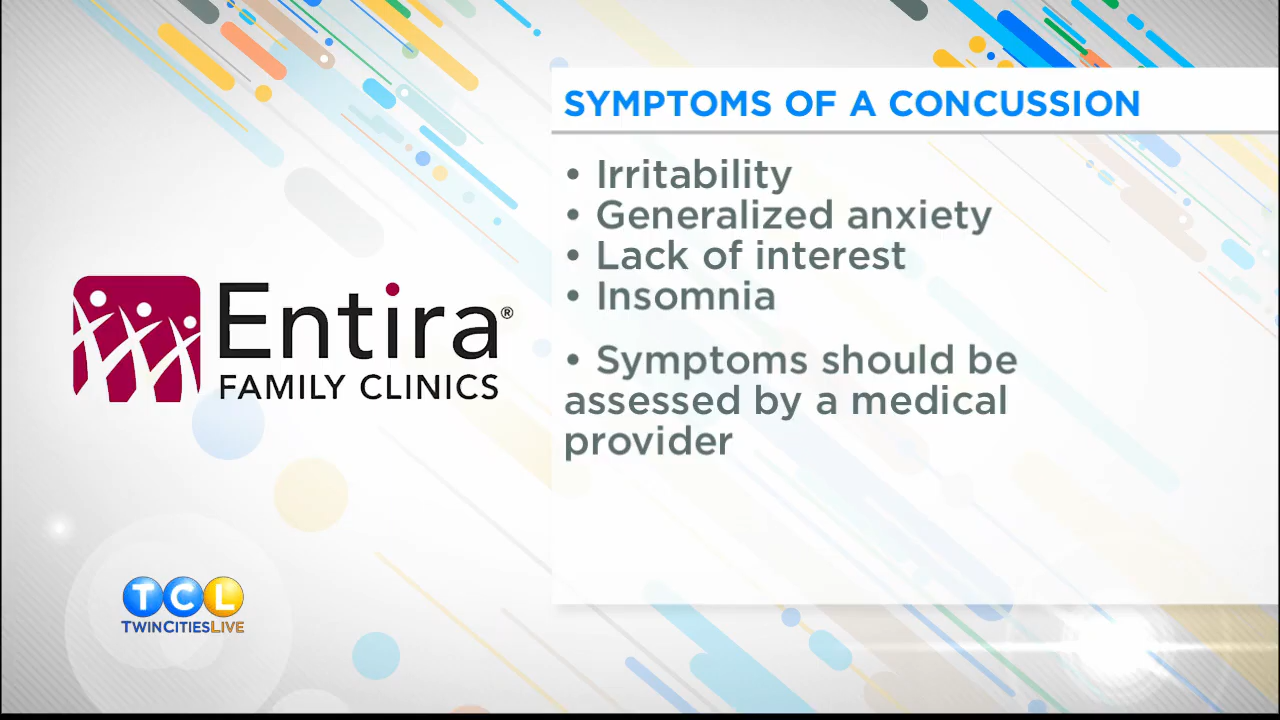 SYMPTOMS OF A CONCUSSION
• Irritability
• Generalized anxiety
• Lack of interest
• Insomnia
• Symptoms should be
assessed by a medical
provider
Entira®
FAMILY CLINICS
TCL
TWINCITIESLIVE